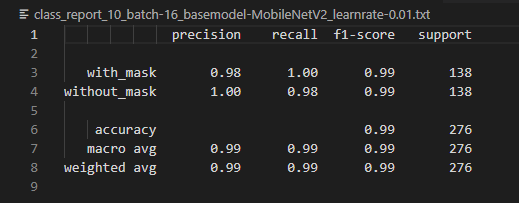 class_report_10_batch-16_basemodel-MobileNetV2_learnrate-0.01.txt
1 precision recall f1-score support
2
3 with_mask 0.98 1.00 0.99 138
4 without_mask 1.00 0.98 0.99 138
5
6 accuracy 0.99 276
7 macro avg 0.99 0.99 0.99 276
8 weighted avg 0.99 0.99 0.99 276
9